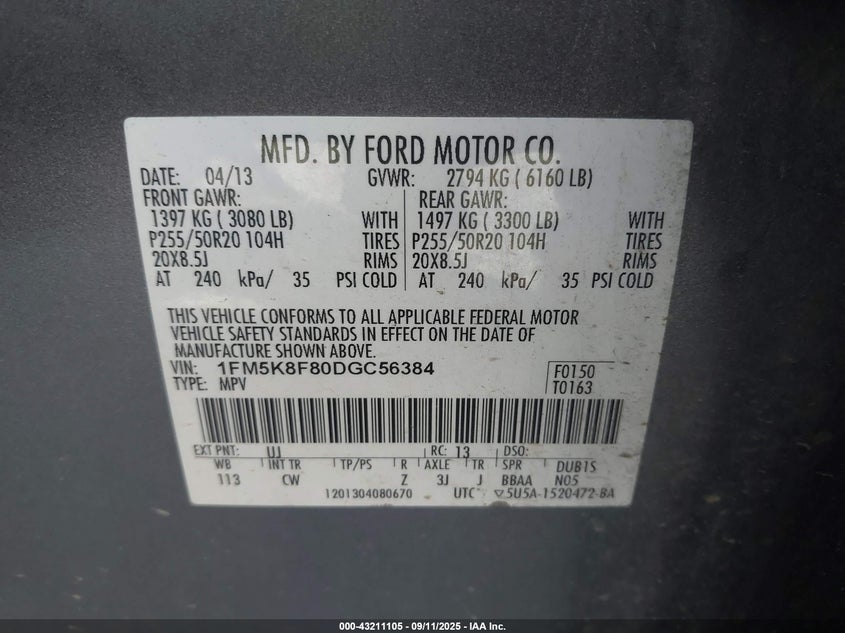 MFD. BY FORD MOTOR CO.
DATE: 04/13 GVWR: 2794 KG ( 6160 LB)
FRONT GAWR: REAR GAWR:
1397 KG ( 3080 LB) WITH 1497 KG ( 3300 LB) WITH
P255/50R20 104H TIRES P255/50R20 104H TIRES
20X8.5J RIMS 20X8.5J RIMS
AT 240 kPa/ 35 PSI COLD AT 240 kPa/ 35 PSI COLD
THIS VEHICLE CONFORMS TO ALL APPLICABLE FEDERAL MOTOR
VEHICLE SAFETY STANDARDS IN EFFECT ON THE DATE OF
MANUFACTURE SHOWN ABOVE.
VIN: 1FM5K8F80DGC56384 F0150
TYPE: MPV T0163
EXT PNT: UJ RC: 13 DSO:
WB INT TR TP/PS R AXLE TR SPR DUB1S
113 CW Z 3J J BBAA N05
1201304080670 UTC 5U5A-1520472-BA
000-43211105 - 09/11/2025 - IAA Inc.